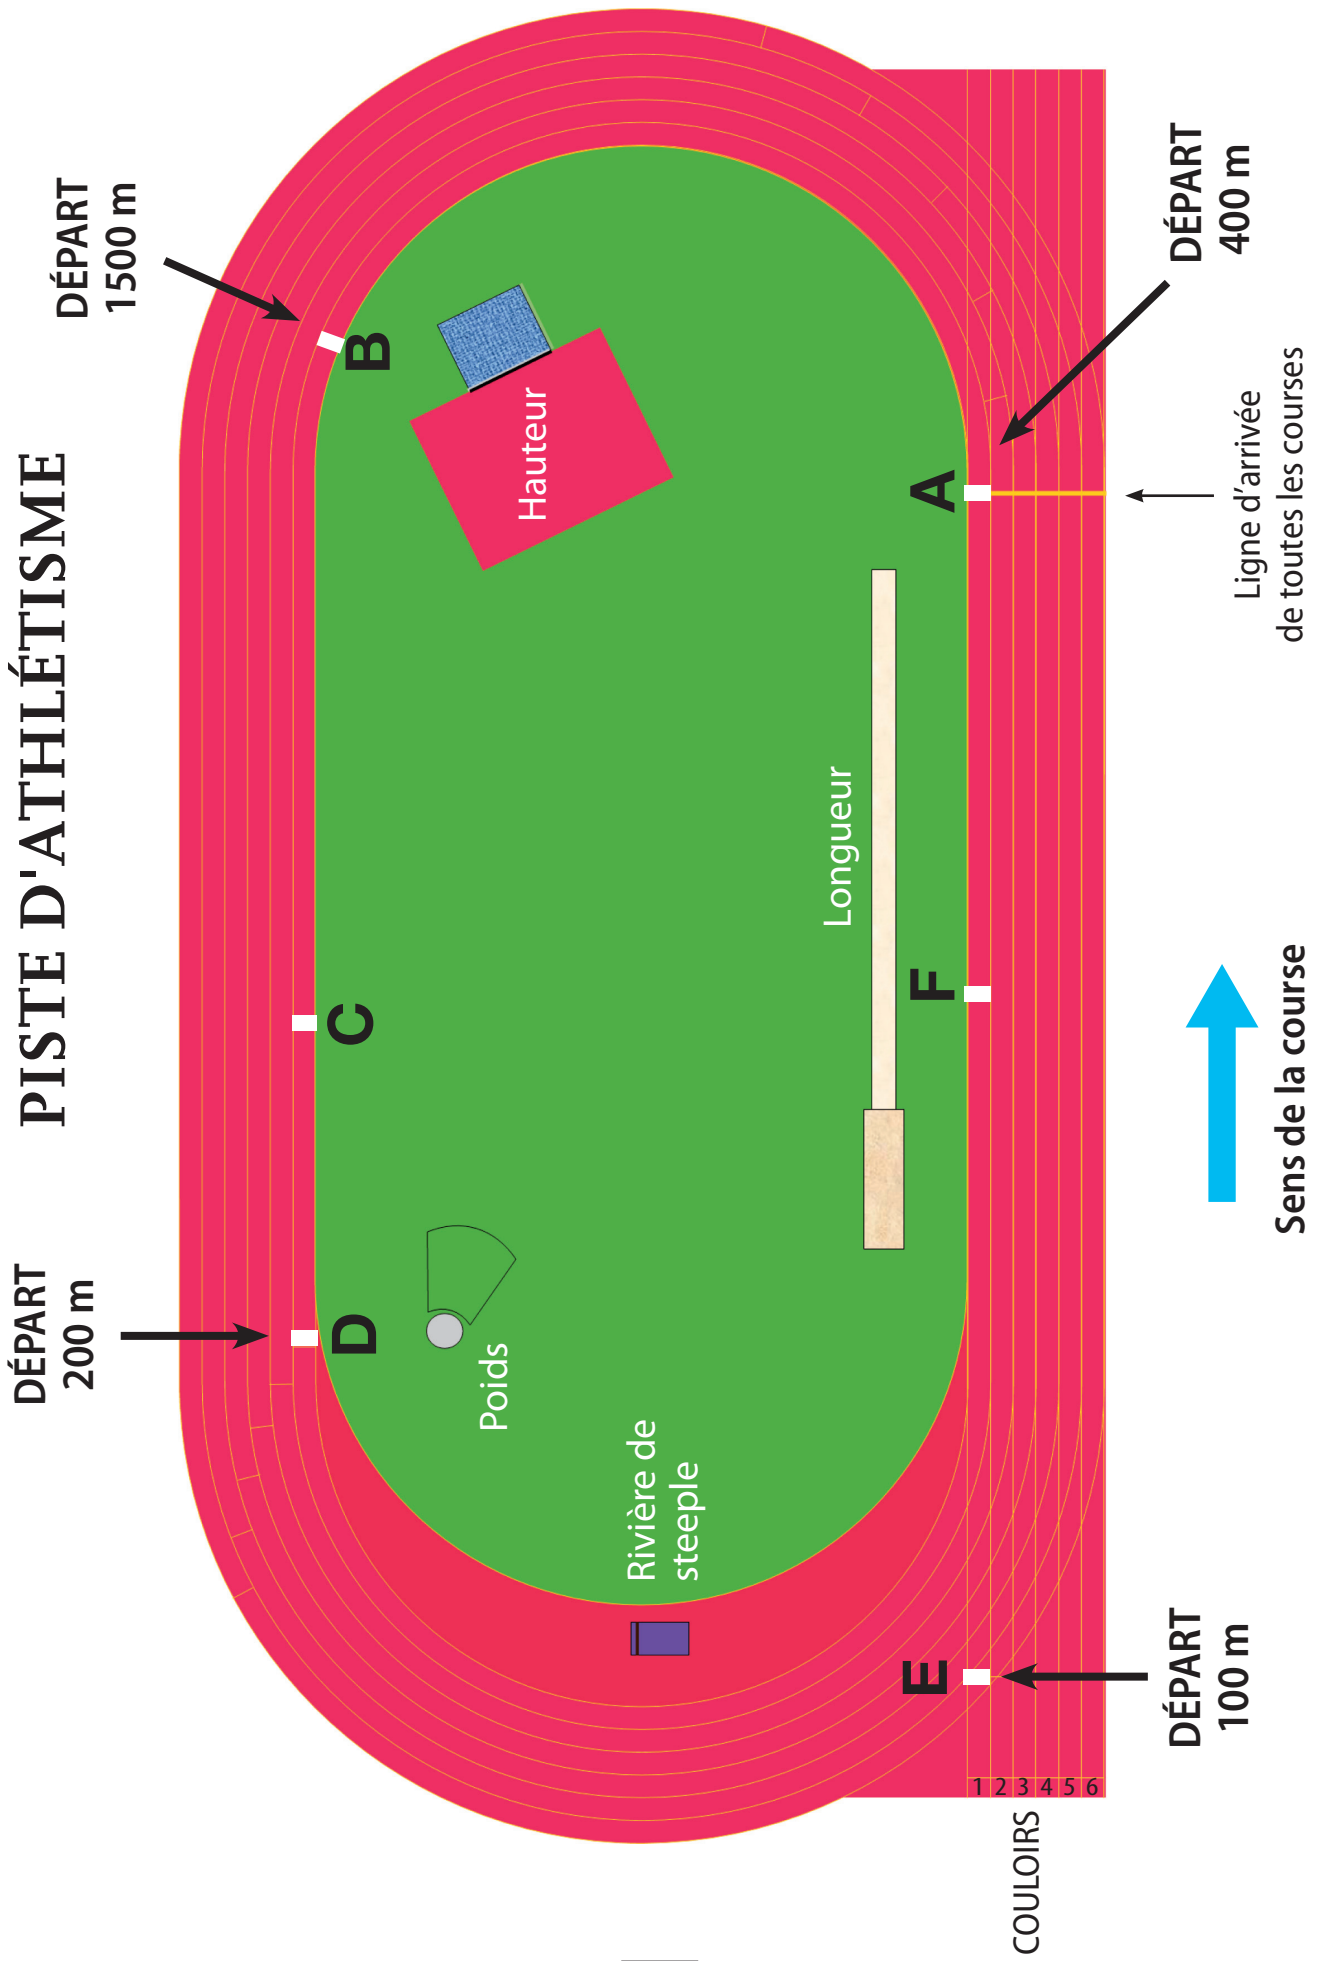 PISTE D'ATHLÉTISME
DÉPART
200 m
DÉPART
1500 m
D
C
B
Poids
Hauteur
Rivière de
steeple
Longueur
E
F
A
COULOIRS
1
2
3
4
5
6
DÉPART
100 m
Sens de la course
Ligne d'arrivée
de toutes les courses
DÉPART
400 m